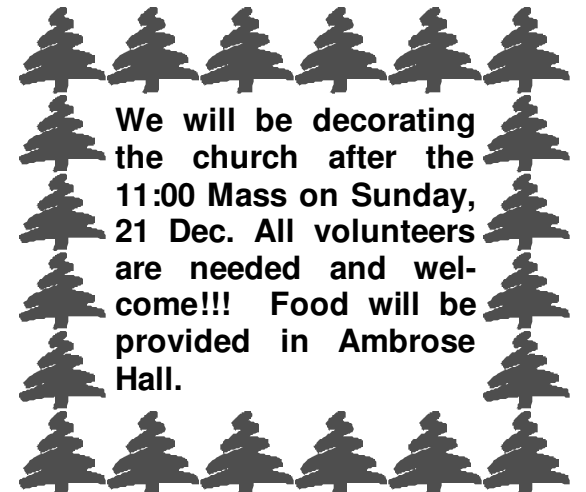 We will be decorating
the church after the
11:00 Mass on Sunday,
21 Dec. All volunteers
are needed and wel-
come!!! Food will be
provided in Ambrose
Hall.